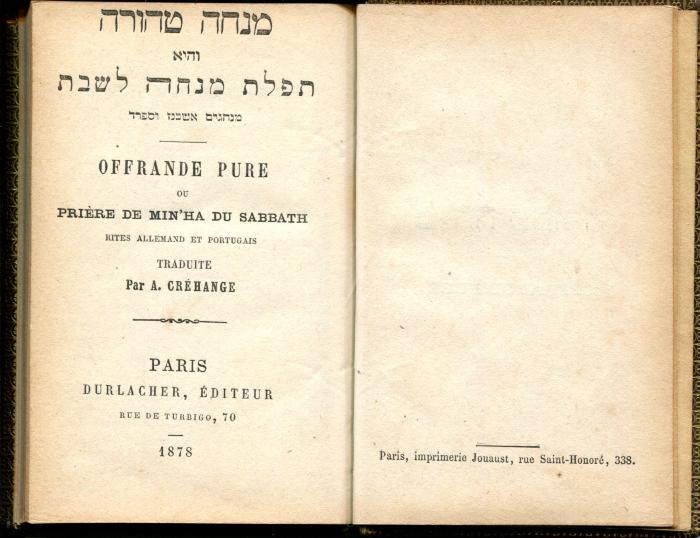 מנחה טהורה
והיא
תפלת מנחה לשבת
מנהגים אשכנז וספרד
OFFRANDE PURE
OU
PRIÈRE DE MIN'HA DU SABBATH
RITES ALLEMAND ET PORTUGAIS
TRADUITE
Par A. CRÉHANGE
PARIS
DURLACHER, ÉDITEUR
RUE DE TURBIGO, 70
1878
Paris, imprimerie Jouaust, rue Saint-Honoré, 338.